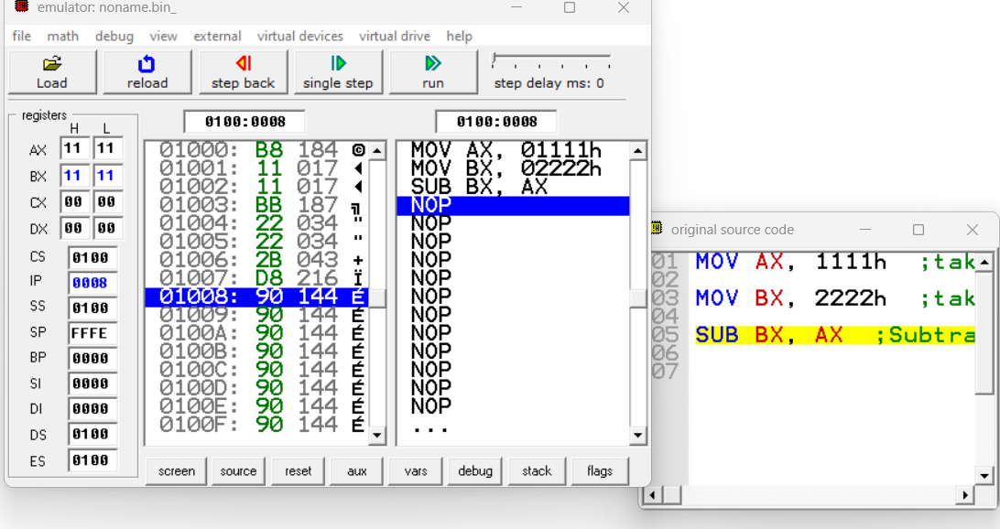 emulator: noname.bin_
file math debug view external virtual devices virtual drive help
Load reload step back single step run step delay ms: 0
registers
H L
AX 11 11
BX 11 11
CX 00 00
DX 00 00
CS 0100
IP 0008
SS 0100
SP FFFE
BP 0000
SI 0000
DI 0000
DS 0100
ES 0100
0100:0008
01000: B8 184 ©
01001: 11 017 ◄
01002: 11 017 ◄
01003: BB 187 ╗
01004: 22 034 "
01005: 22 034 "
01006: 2B 043 +
01007: D8 216 Ï
01008: 90 144 É
01009: 90 144 É
0100A: 90 144 É
0100B: 90 144 É
0100C: 90 144 É
0100D: 90 144 É
0100E: 90 144 É
0100F: 90 144 É
0100:0008
MOV AX, 01111h
MOV BX, 02222h
SUB BX, AX
NOP
NOP
NOP
NOP
NOP
NOP
NOP
NOP
NOP
NOP
NOP
NOP
...
screen source reset aux vars debug stack flags
original source code
01 MOV AX, 1111h ;tak
02
03 MOV BX, 2222h ;tak
04
05 SUB BX, AX ;Subtra
06
07